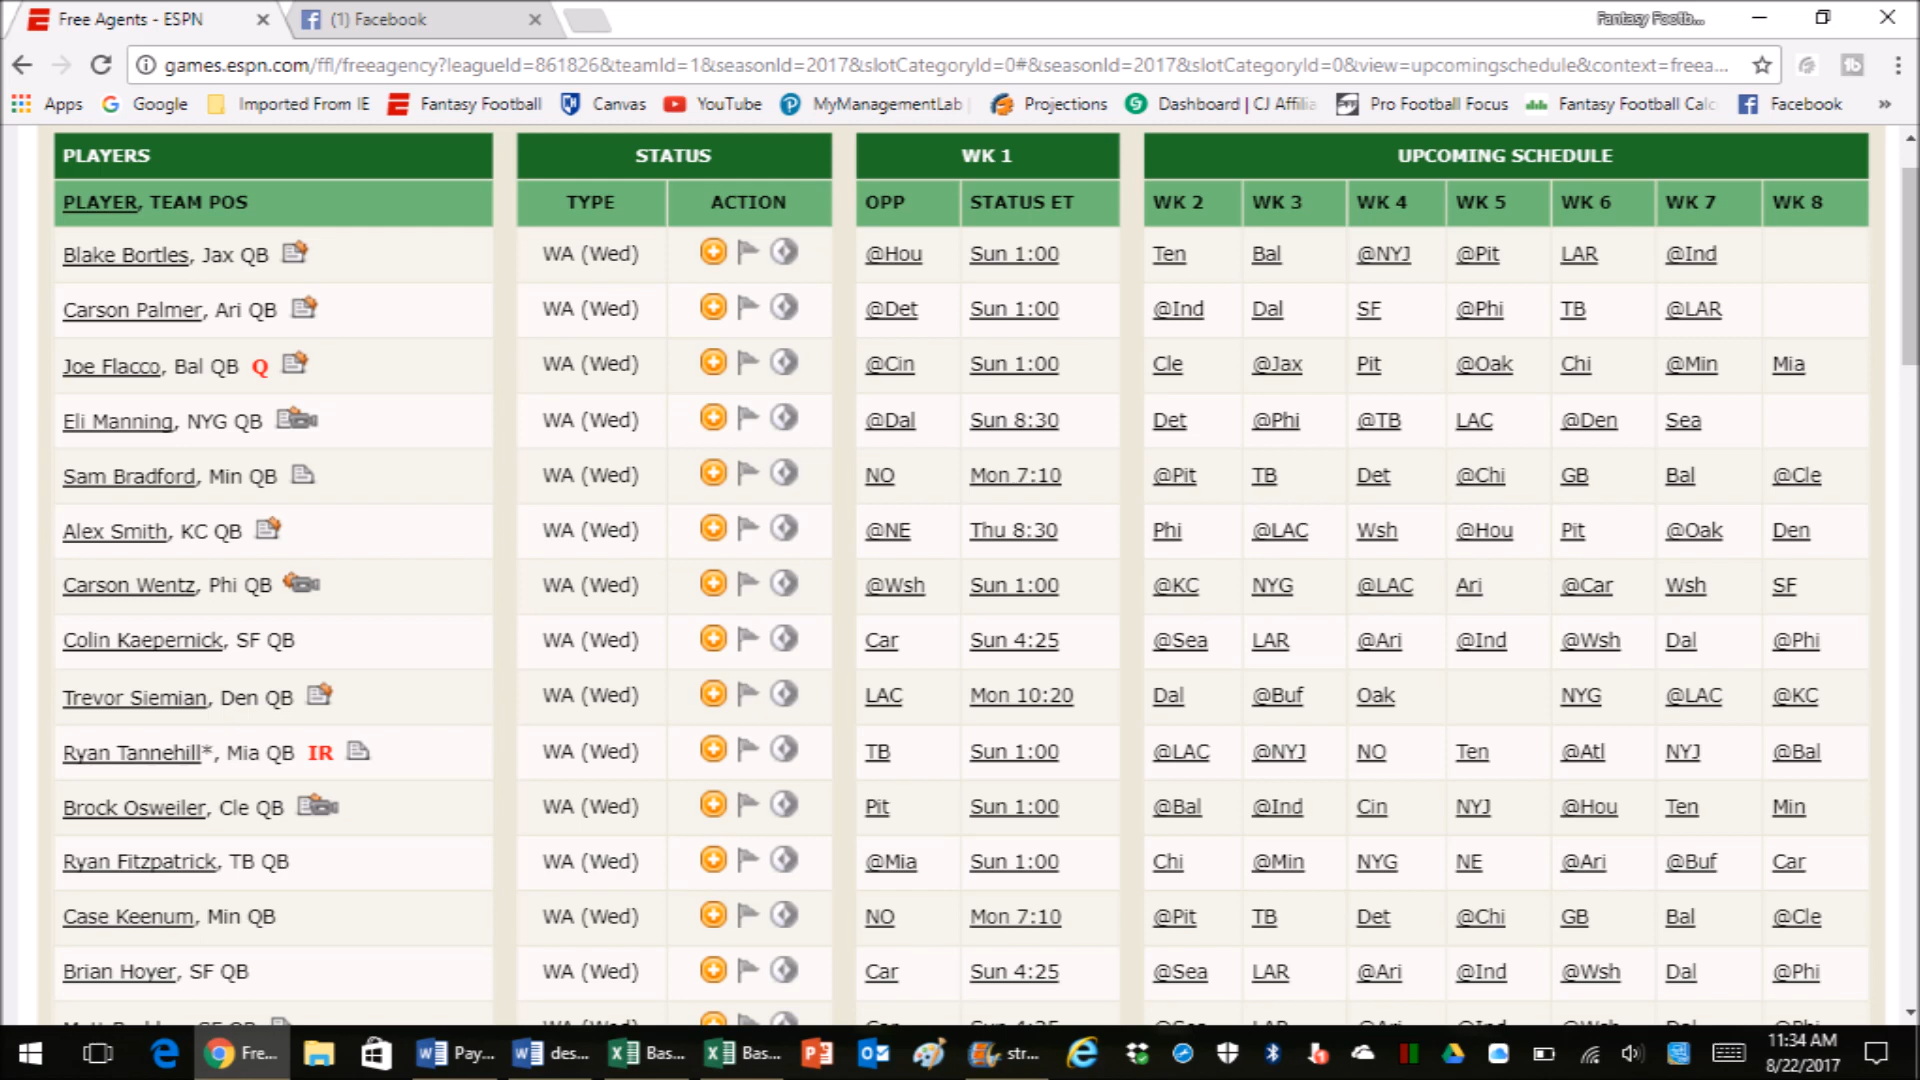 Free Agents - ESPN
(1) Facebook
Fantasy Footb...
games.espn.com/ffl/freeagency?leagueId=861826&teamId=1&seasonId=2017&slotCategoryId=0#&seasonId=2017&slotCategoryId=0&view=upcomingschedule&context=freea...
Apps Google Imported From IE Fantasy Football Canvas YouTube MyManagementLab Projections Dashboard | CJ Affilia Pro Football Focus Fantasy Football Calc Facebook »
PLAYERS STATUS WK 1 UPCOMING SCHEDULE
PLAYER, TEAM POS TYPE ACTION OPP STATUS ET WK 2 WK 3 WK 4 WK 5 WK 6 WK 7 WK 8
Blake Bortles, Jax QB WA (Wed) @Hou Sun 1:00 Ten Bal @NYJ @Pit LAR @Ind
Carson Palmer, Ari QB WA (Wed) @Det Sun 1:00 @Ind Dal SF @Phi TB @LAR
Joe Flacco, Bal QB Q WA (Wed) @Cin Sun 1:00 Cle @Jax Pit @Oak Chi @Min Mia
Eli Manning, NYG QB WA (Wed) @Dal Sun 8:30 Det @Phi @TB LAC @Den Sea
Sam Bradford, Min QB WA (Wed) NO Mon 7:10 @Pit TB Det @Chi GB Bal @Cle
Alex Smith, KC QB WA (Wed) @NE Thu 8:30 Phi @LAC Wsh @Hou Pit @Oak Den
Carson Wentz, Phi QB WA (Wed) @Wsh Sun 1:00 @KC NYG @LAC Ari @Car Wsh SF
Colin Kaepernick, SF QB WA (Wed) Car Sun 4:25 @Sea LAR @Ari @Ind @Wsh Dal @Phi
Trevor Siemian, Den QB WA (Wed) LAC Mon 10:20 Dal @Buf Oak NYG @LAC @KC
Ryan Tannehill*, Mia QB IR WA (Wed) TB Sun 1:00 @LAC @NYJ NO Ten @Atl NYJ @Bal
Brock Osweiler, Cle QB WA (Wed) Pit Sun 1:00 @Bal @Ind Cin NYJ @Hou Ten Min
Ryan Fitzpatrick, TB QB WA (Wed) @Mia Sun 1:00 Chi @Min NYG NE @Ari @Buf Car
Case Keenum, Min QB WA (Wed) NO Mon 7:10 @Pit TB Det @Chi GB Bal @Cle
Brian Hoyer, SF QB WA (Wed) Car Sun 4:25 @Sea LAR @Ari @Ind @Wsh Dal @Phi
Fre... Pay... des... Bas... Bas... str... 11:34 AM
8/22/2017